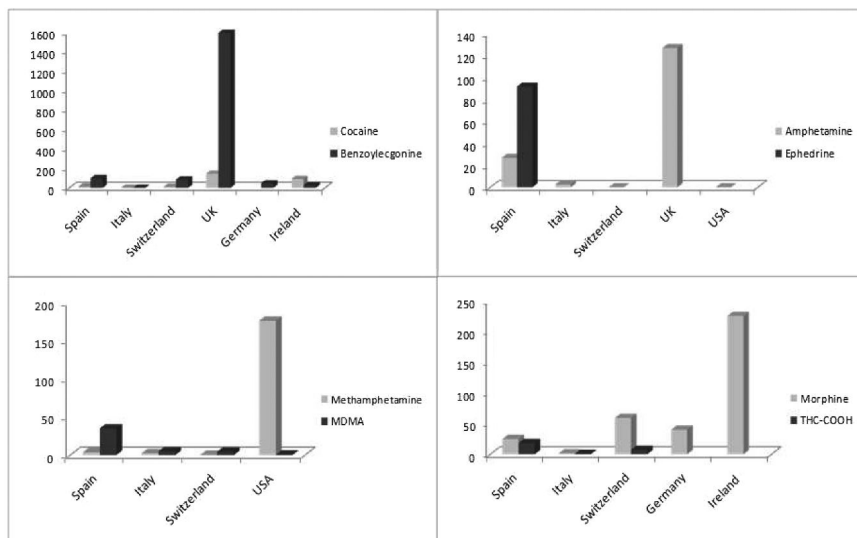 1600
1400
1200
1000
800
600
400
200
0
Spain
Italy
Switzerland
UK
Germany
Ireland
Cocaine
Benzoylecgonine
140
120
100
80
60
40
20
0
Spain
Italy
Switzerland
UK
USA
Amphetamine
Ephedrine
200
150
100
50
0
Spain
Italy
Switzerland
USA
Methamphetamine
MDMA
250
200
150
100
50
0
Spain
Italy
Switzerland
Germany
Ireland
Morphine
THC-COOH